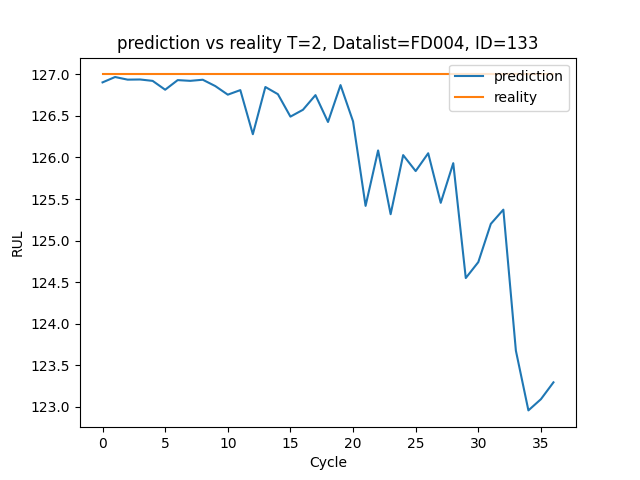 prediction vs reality T=2, Datalist=FD004, ID=133
127.0
126.5
126.0
125.5
125.0
124.5
124.0
123.5
123.0
RUL
prediction
reality
0 5 10 15 20 25 30 35
Cycle